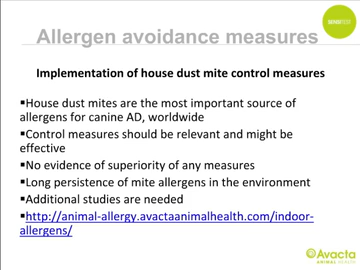 Allergen avoidance measures
Implementation of house dust mite control measures
▪House dust mites are the most important source of
allergens for canine AD, worldwide
▪Control measures should be relevant and might be
effective
▪No evidence of superiority of any measures
▪Long persistence of mite allergens in the environment
▪Additional studies are needed
▪http://animal-allergy.avactaanimalhealth.com/indoor-
allergens/
Avacta
ANIMAL HEALTH